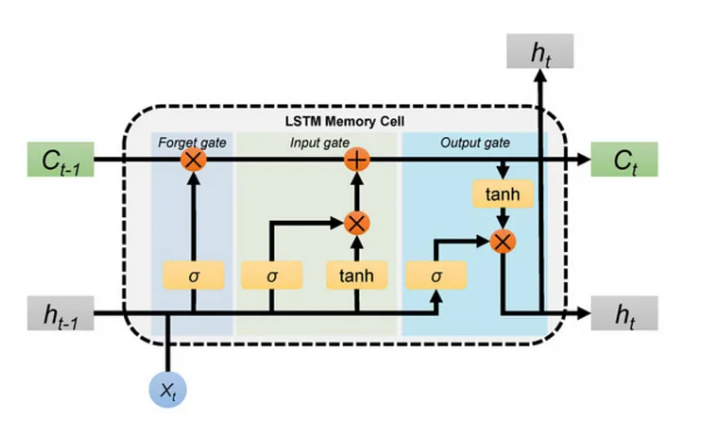 h_t
LSTM Memory Cell
Forget gate
Input gate
Output gate
C_t-1
×
+
C_t
tanh
×
×
σ
σ
tanh
σ
h_t-1
h_t
X_t